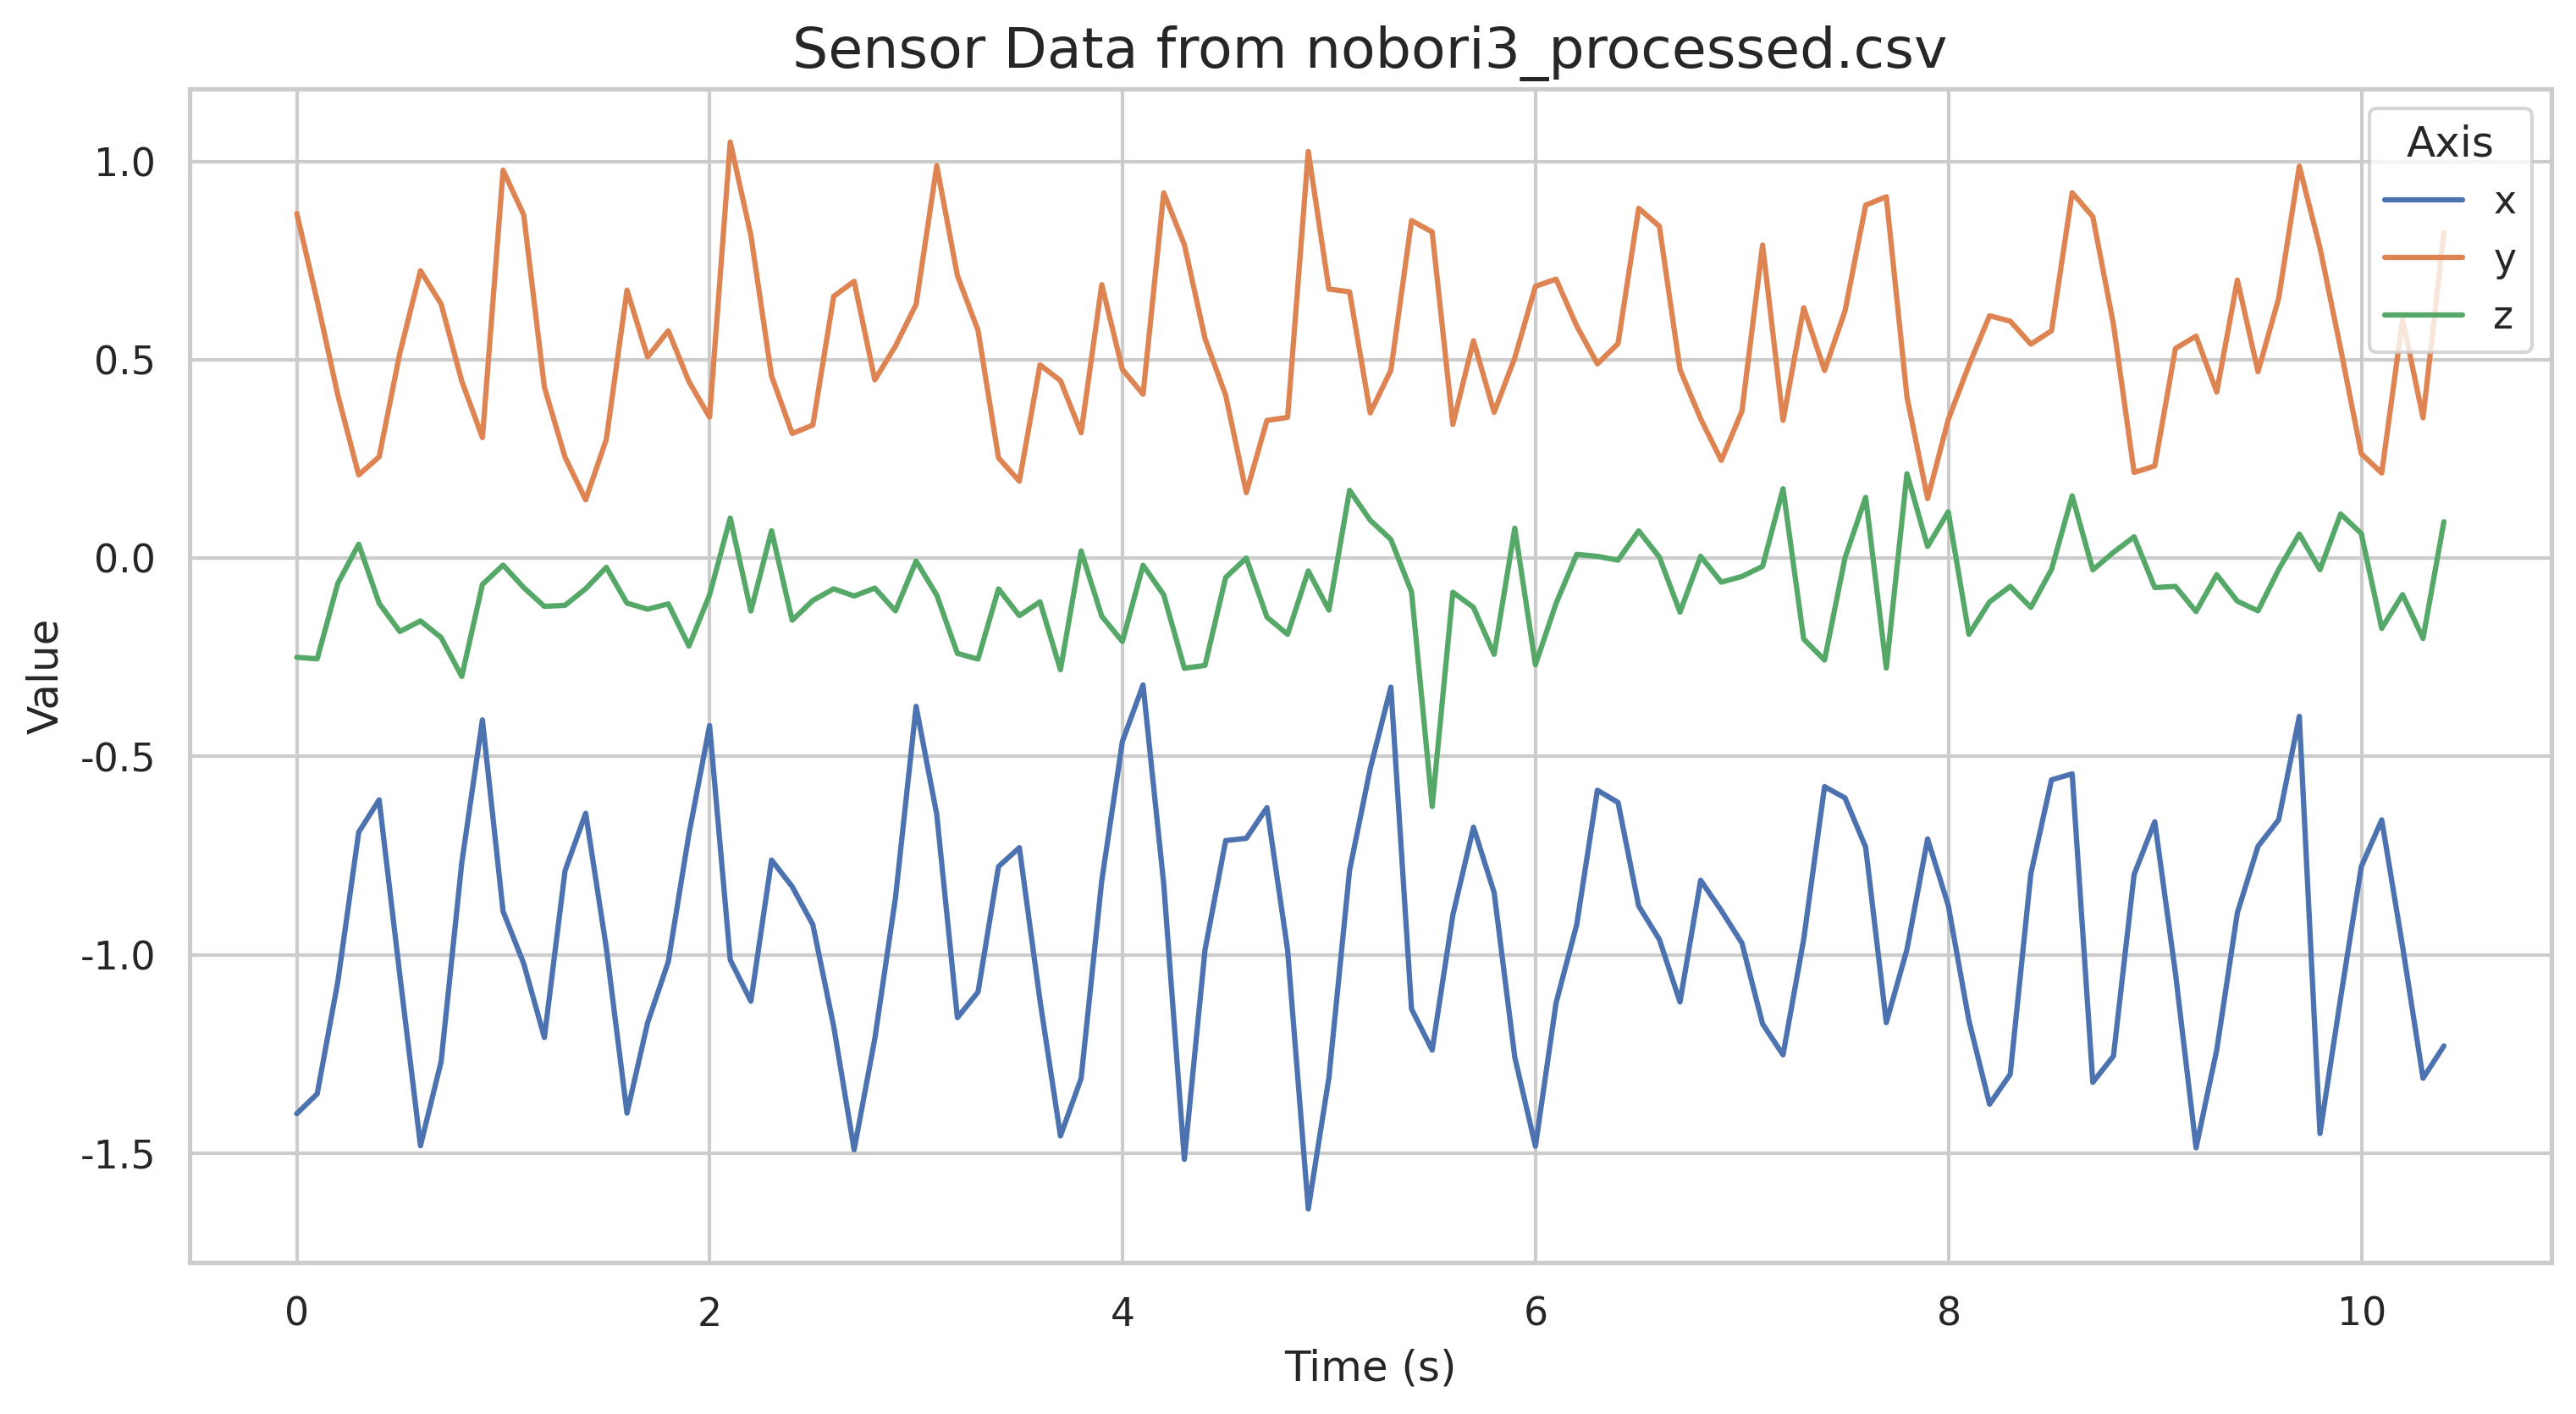 Sensor Data from nobori3_processed.csv
Axis
x
y
z
1.0
0.5
0.0
-0.5
-1.0
-1.5
Value
0 2 4 6 8 10
Time (s)